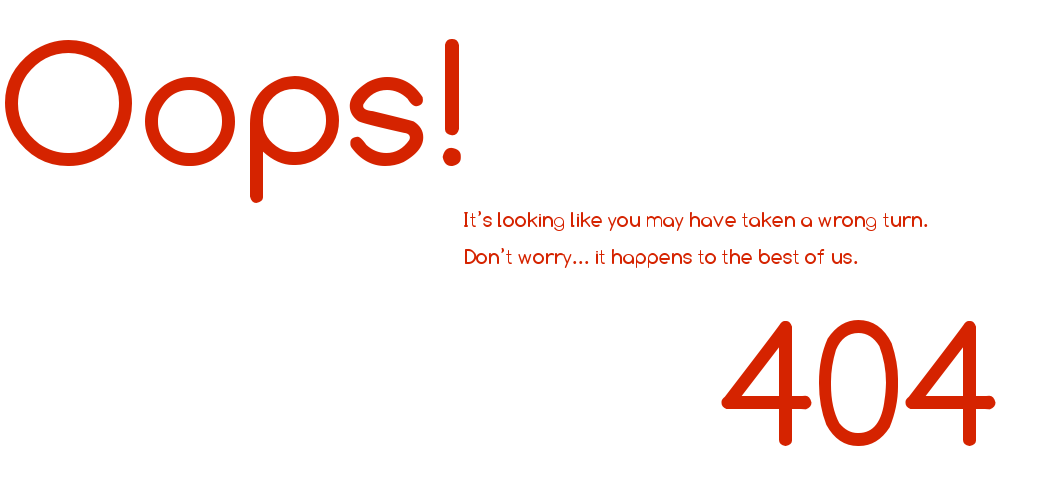 Oops!
It’s looking like you may have taken a wrong turn.
Don’t worry... it happens to the best of us.
404